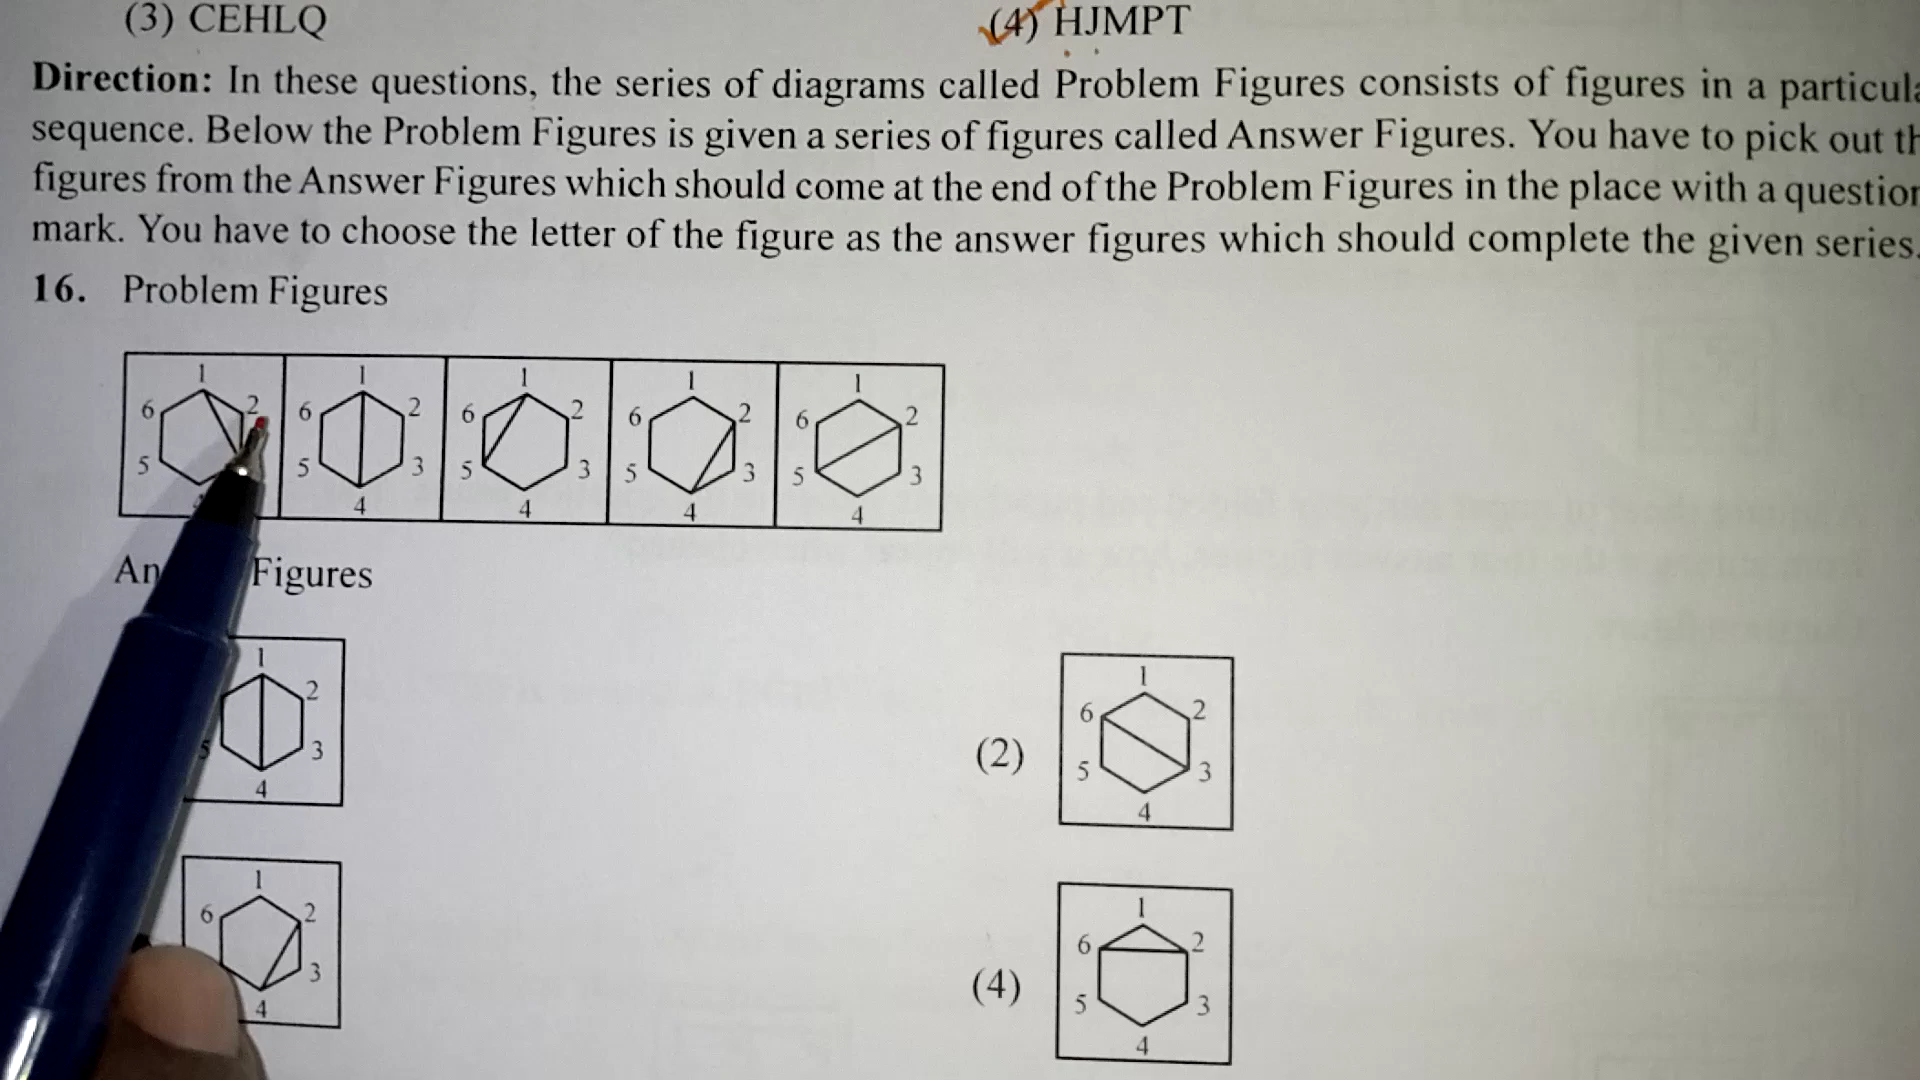 (3) CEHLQ (4) HJMPT
Direction: In these questions, the series of diagrams called Problem Figures consists of figures in a
sequence. Below the Problem Figures is given a series of figures called Answer Figures. You have to pick out
figures from the Answer Figures which should come at the end of the Problem Figures in the place with a
mark. You have to choose the letter of the figure as the answer figures which should complete the given series.
16. Problem Figures
1 1 1 1 1
6 2 6 2 6 2 6 2 6 2
5 5 3 5 3 5 3 5 3
4 4 4 4
Figures
1 1
2 6 2
(2)
5 3 5 3
4 4
1 1
6 2 6 2
(4)
3 5 3
4 4